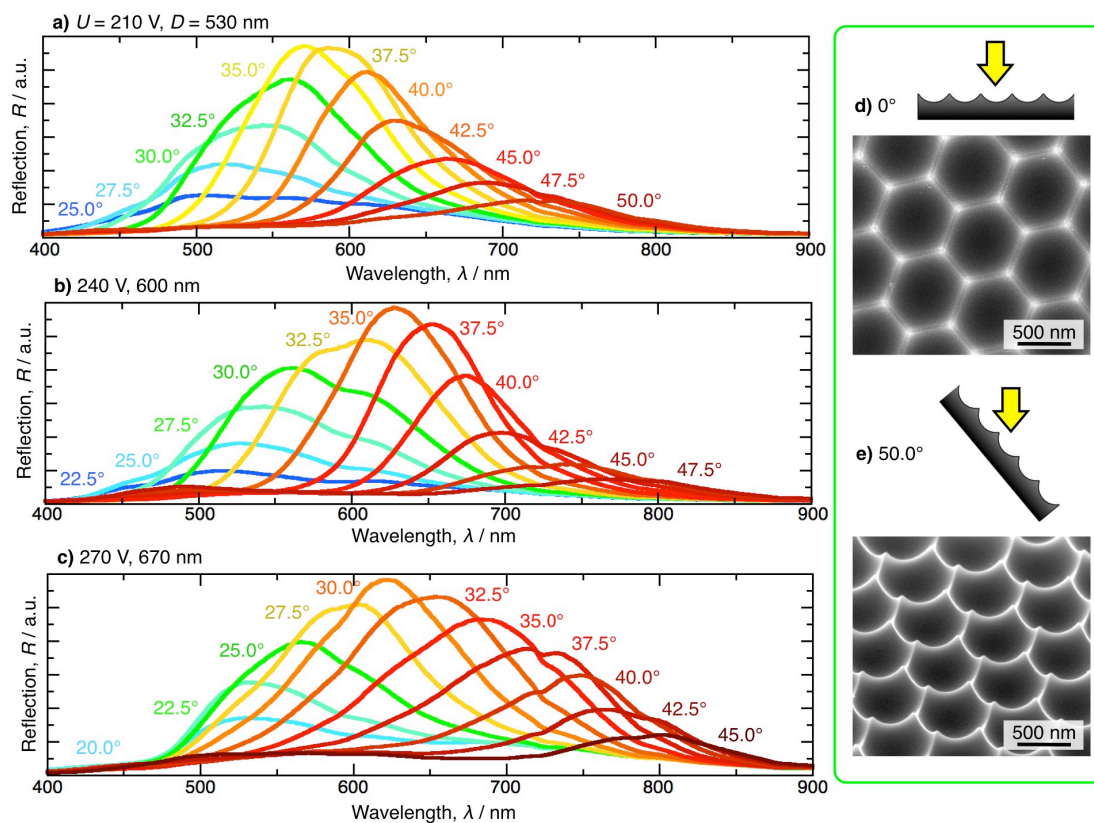 a) U = 210 V, D = 530 nm
Reflection, R / a.u.
25.0°
27.5°
30.0°
32.5°
35.0°
37.5°
40.0°
42.5°
45.0°
47.5°
50.0°
400 500 600 700 800 900
Wavelength, λ / nm
b) 240 V, 600 nm
Reflection, R / a.u.
22.5°
25.0°
27.5°
30.0°
32.5°
35.0°
37.5°
40.0°
42.5°
45.0°
47.5°
400 500 600 700 800 900
Wavelength, λ / nm
c) 270 V, 670 nm
Reflection, R / a.u.
20.0°
22.5°
25.0°
27.5°
30.0°
32.5°
35.0°
37.5°
40.0°
42.5°
45.0°
400 500 600 700 800 900
Wavelength, λ / nm
d) 0°
500 nm
e) 50.0°
500 nm